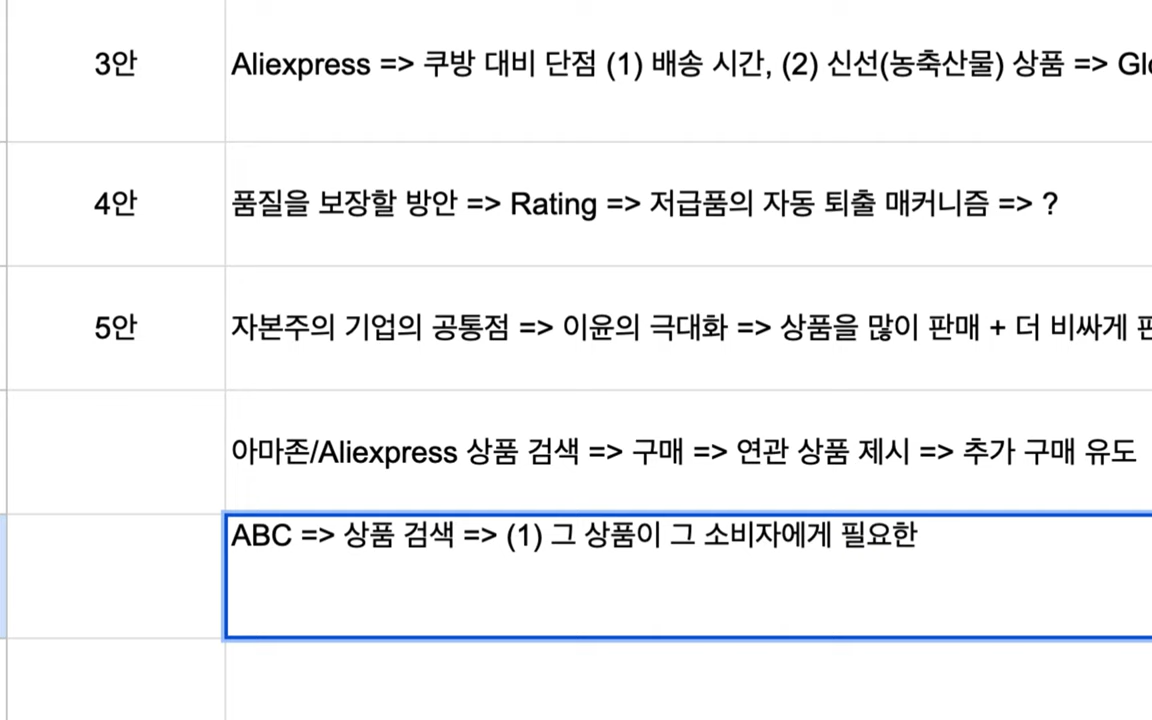 3안
Aliexpress => 쿠방 대비 단점 (1) 배송 시간, (2) 신선(농축산물) 상품 =>
4안
품질을 보장할 방안 => Rating => 저급품의 자동 퇴출 매커니즘 => ?
5안
자본주의 기업의 공통점 => 이윤의 극대화 => 상품을 많이 판매 + 더 비싸게
아마존/Aliexpress 상품 검색 => 구매 => 연관 상품 제시 => 추가 구매 유도
ABC => 상품 검색 => (1) 그 상품이 그 소비자에게 필요한